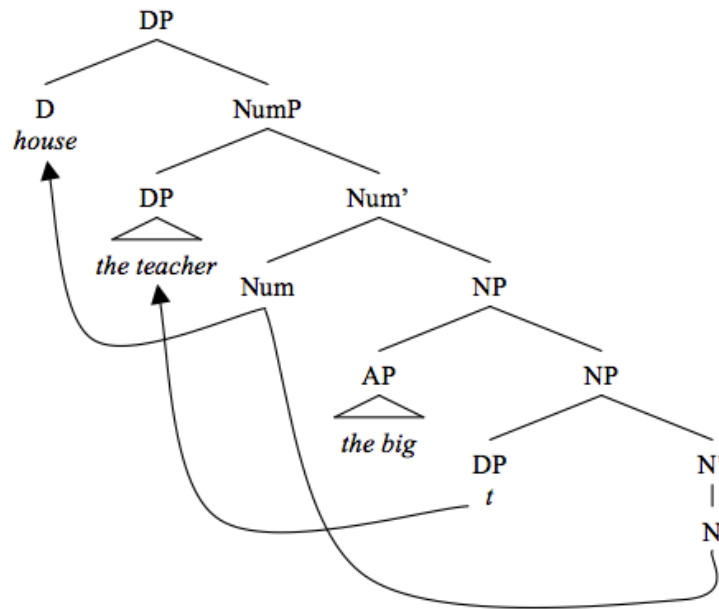 DP
D NumP
house
DP Num’
the teacher
Num NP
AP NP
the big
DP N'
t
N